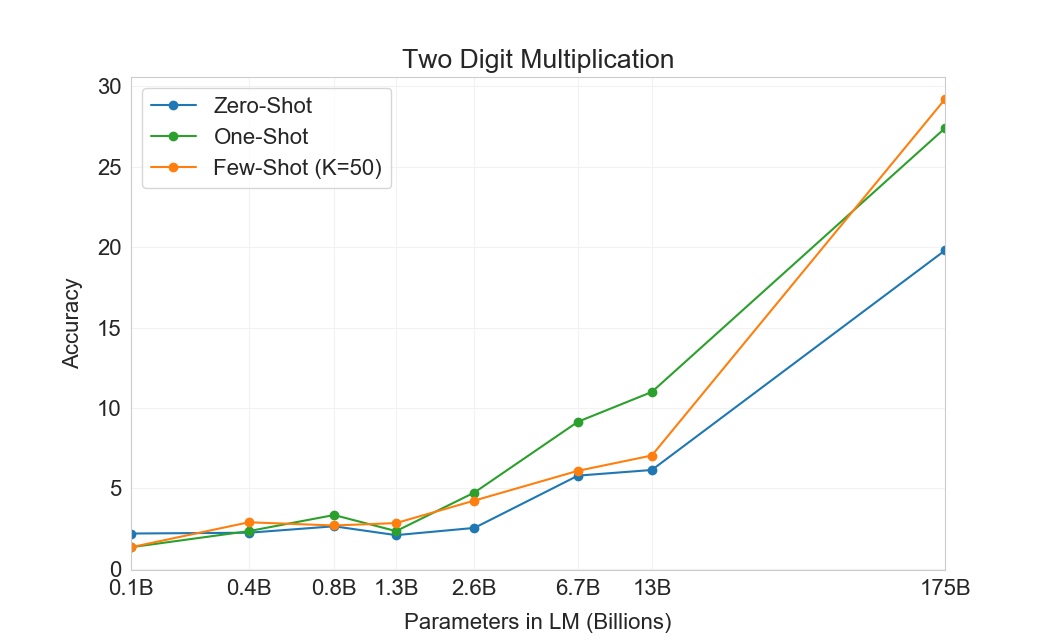 Two Digit Multiplication
Zero-Shot
One-Shot
Few-Shot (K=50)
Accuracy
30
25
20
15
10
5
0
0.1B 0.4B 0.8B 1.3B 2.6B 6.7B 13B 175B
Parameters in LM (Billions)